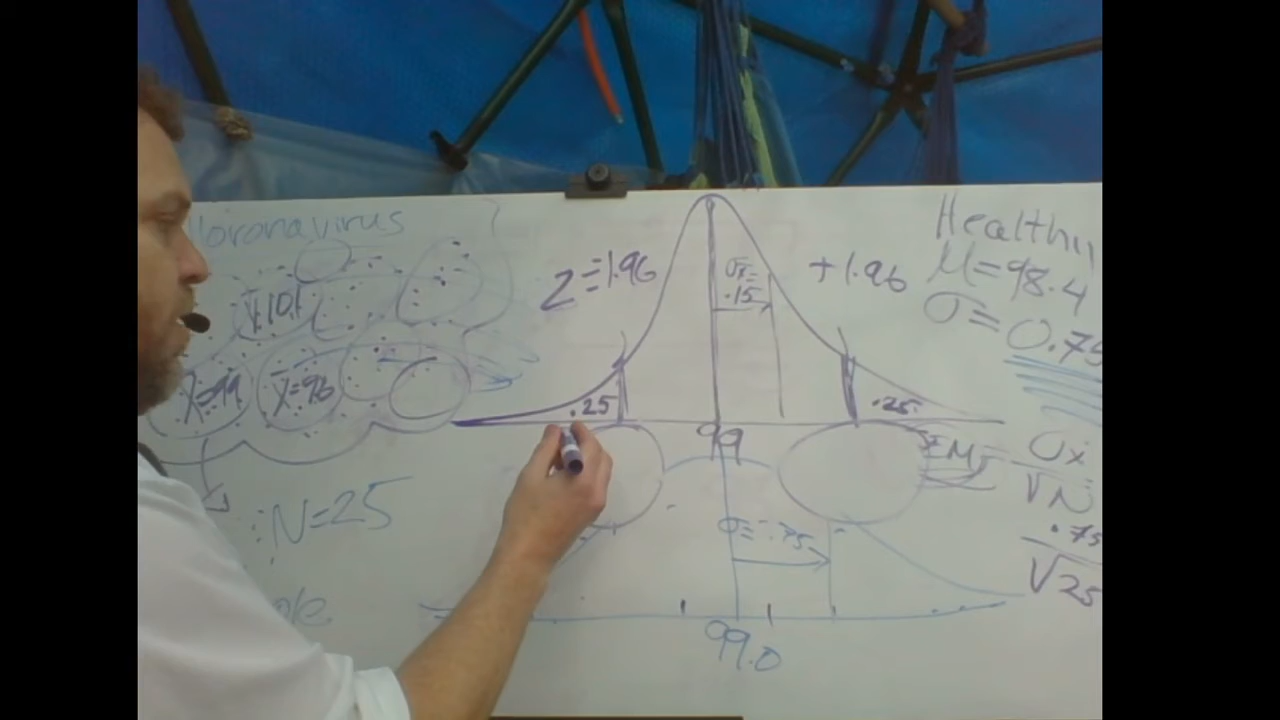 Coronavirus
X=101
X̄=99
X̄=96
N=25
Z=-1.96
σx̄=
.15
+1.96
.25
.25
99
σ=.75
99.0
Healthy
μ=98.4
σ=0.75
SEM=σx
√N
.75
√25